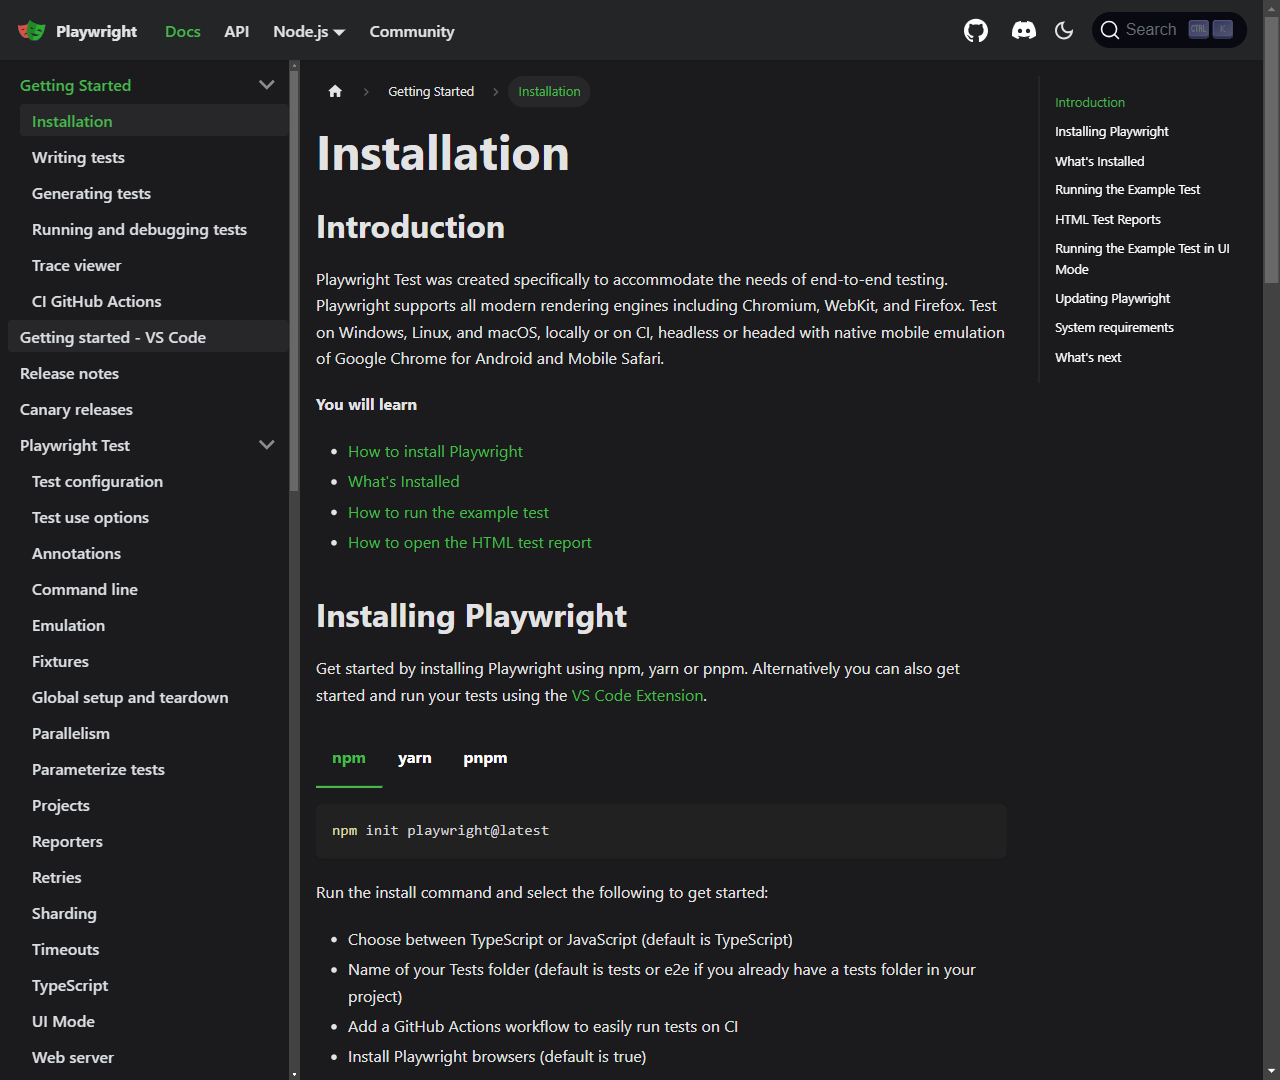 Playwright
Docs
API
Node.js
Community
Search
CTRL
K
Getting Started
Installation
Writing tests
Generating tests
Running and debugging tests
Trace viewer
CI GitHub Actions
Getting started - VS Code
Release notes
Canary releases
Playwright Test
Test configuration
Test use options
Annotations
Command line
Emulation
Fixtures
Global setup and teardown
Parallelism
Parameterize tests
Projects
Reporters
Retries
Sharding
Timeouts
TypeScript
UI Mode
Web server
Getting Started
Installation
Installation
Introduction
Playwright Test was created specifically to accommodate the needs of end-to-end testing.
Playwright supports all modern rendering engines including Chromium, WebKit, and Firefox. Test
on Windows, Linux, and macOS, locally or on CI, headless or headed with native mobile emulation
of Google Chrome for Android and Mobile Safari.
You will learn
How to install Playwright
What's Installed
How to run the example test
How to open the HTML test report
Installing Playwright
Get started by installing Playwright using npm, yarn or pnpm. Alternatively you can also get
started and run your tests using the VS Code Extension.
npm
yarn
pnpm
npm init playwright@latest
Run the install command and select the following to get started:
Choose between TypeScript or JavaScript (default is TypeScript)
Name of your Tests folder (default is tests or e2e if you already have a tests folder in your
project)
Add a GitHub Actions workflow to easily run tests on CI
Install Playwright browsers (default is true)
Introduction
Installing Playwright
What's Installed
Running the Example Test
HTML Test Reports
Running the Example Test in UI
Mode
Updating Playwright
System requirements
What's next